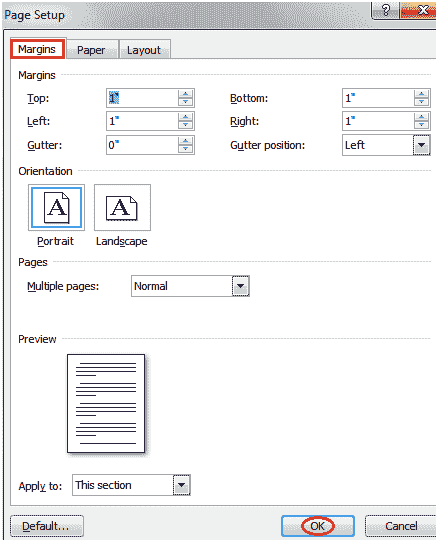 Page Setup ?
Margins Paper Layout
Margins
Top: 1" Bottom: 1"
Left: 1" Right: 1"
Gutter: 0" Gutter position: Left
Orientation
A A
Portrait Landscape
Pages
Multiple pages: Normal
Preview
Apply to: This section
Default... OK Cancel